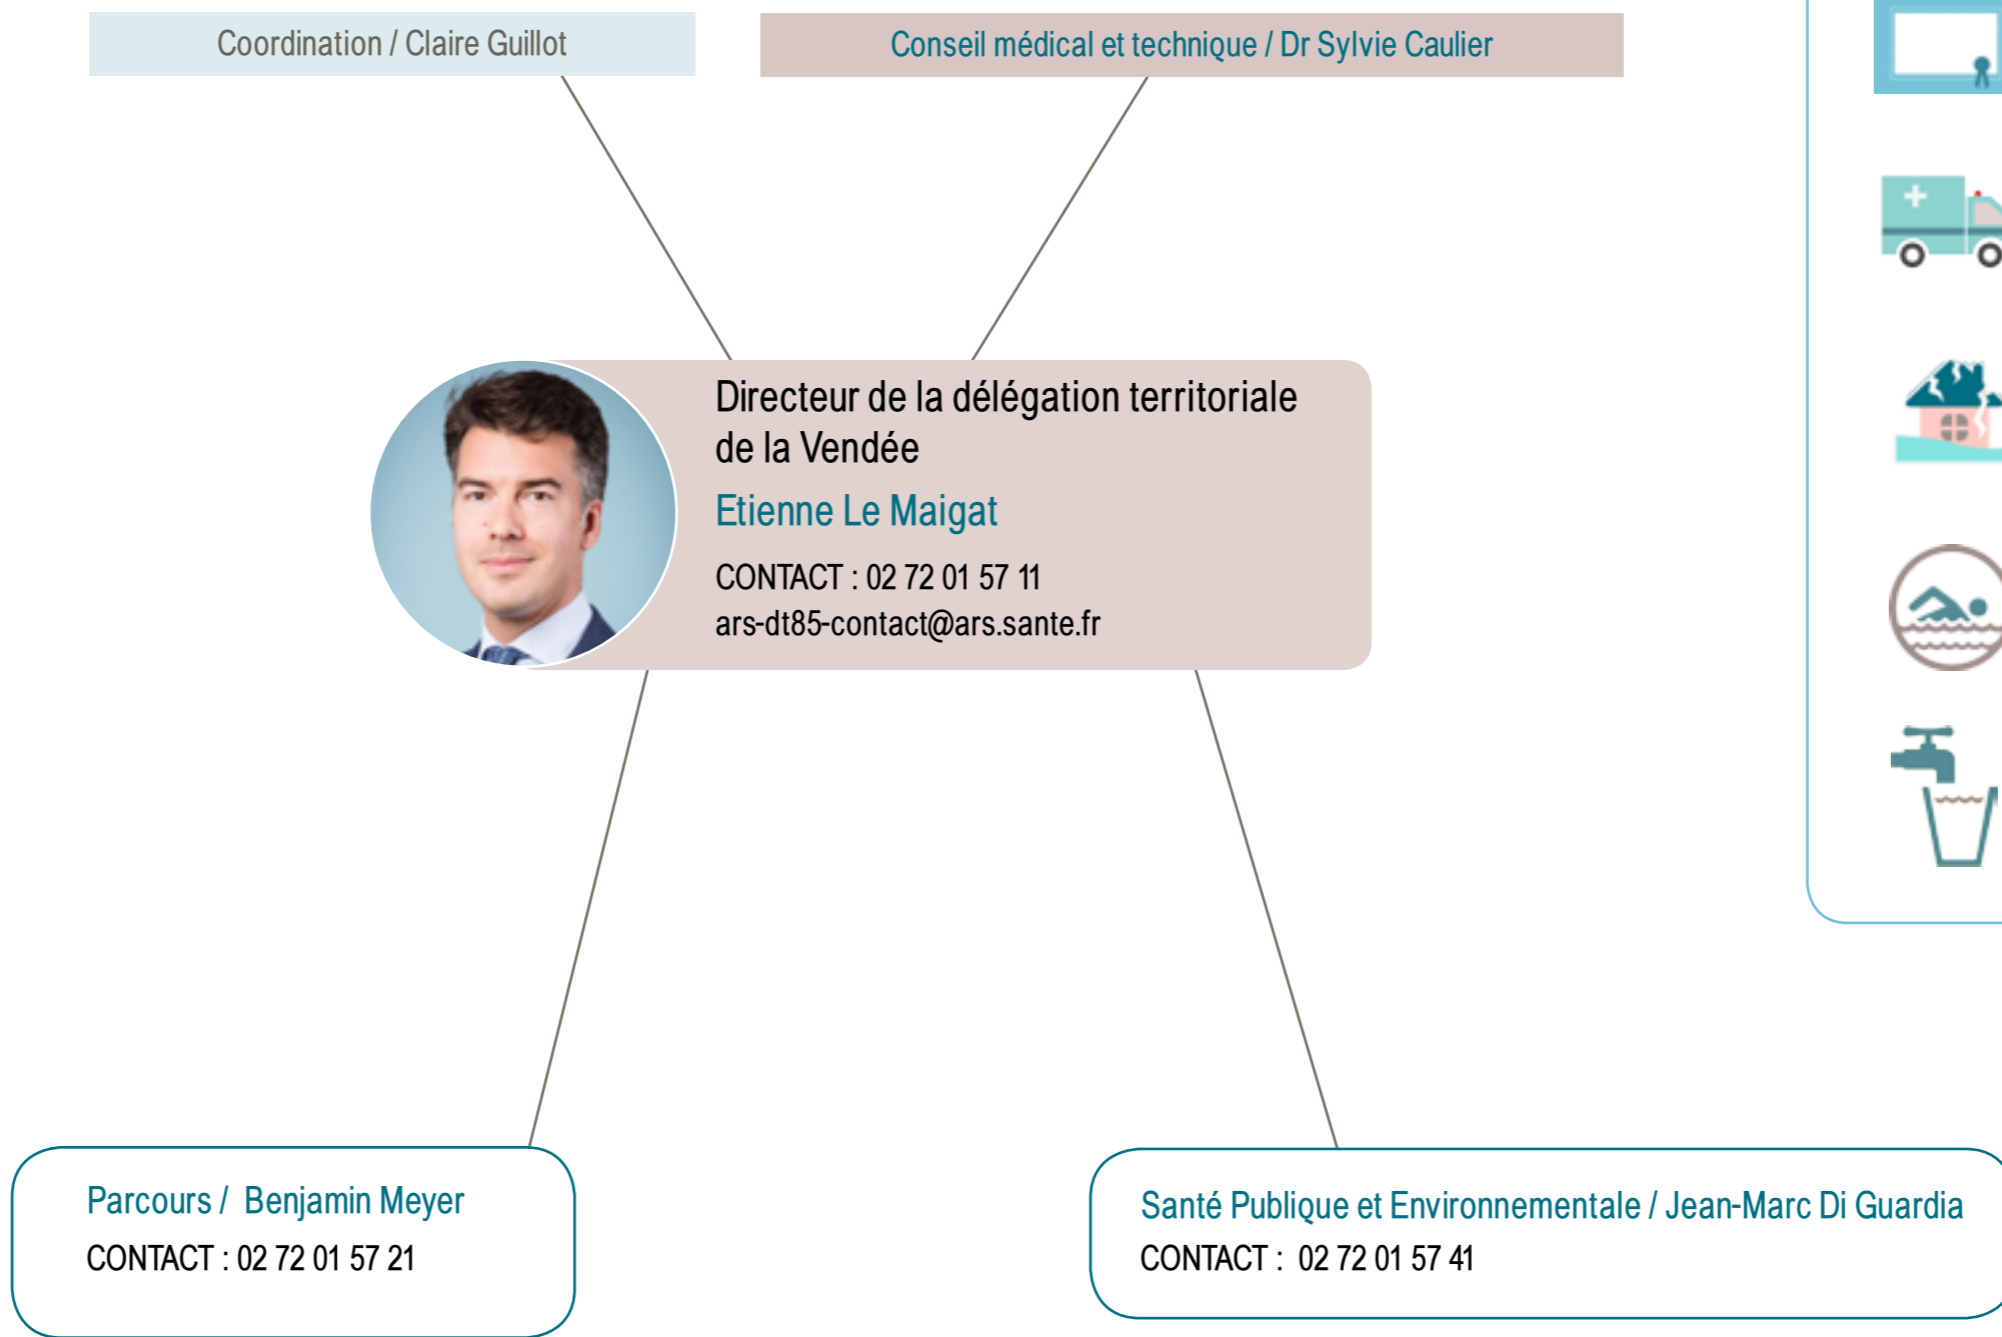 Coordination / Claire Guillot
Conseil médical et technique / Dr Sylvie Caulier
Directeur de la délégation territoriale
de la Vendée
Etienne Le Maigat
CONTACT : 02 72 01 57 11
ars-dt85-contact@ars.sante.fr
Parcours / Benjamin Meyer
CONTACT : 02 72 01 57 21
Santé Publique et Environnementale / Jean-Marc Di Guardia
CONTACT : 02 72 01 57 41